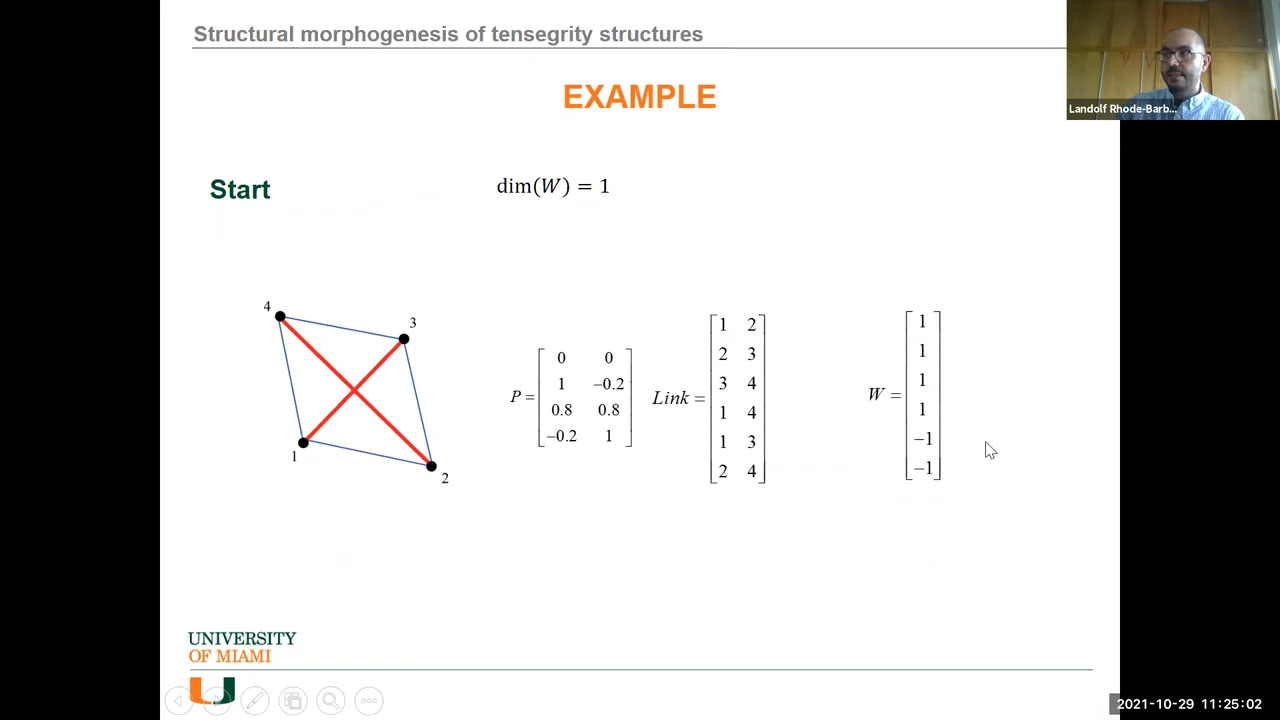 Structural morphogenesis of tensegrity structures
Landolf Rhode-Barb...
EXAMPLE
Start
dim(W) = 1
4
3
1
2
P =
0 0
1 −0.2
0.8 0.8
−0.2 1
Link =
1 2
2 3
3 4
1 4
1 3
2 4
W =
1
1
1
1
−1
−1
UNIVERSITY
OF MIAMI
U
2021-10-29 11:25:02